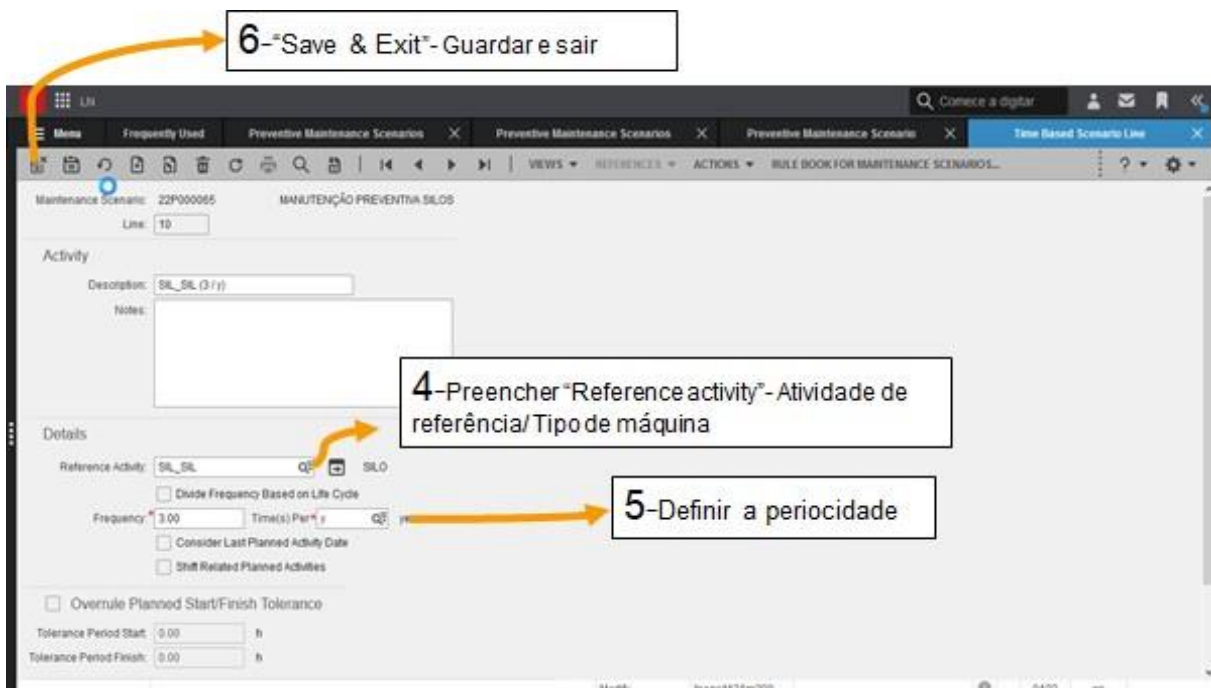 6-“Save & Exit”- Guardar e sair
LN
Comece a digitar
Menu Frequently Used Preventive Maintenance Scenarios Preventive Maintenance Scenarios Preventive Maintenance Scenario Time Based Scenario Line
VIEWS REFERENCES ACTIONS RULE BOOK FOR MAINTENANCE SCENARIOS... ?
Maintenance Scenario: 22P000065 MANUTENÇÃO PREVENTIVA SILOS
Line: 10
Activity
Description: SIL_SIL (3 / y)
Notes:
4-Preencher “Reference activity”- Atividade de
referência/ Tipo de máquina
Details
Reference Activity: SIL_SIL SILO
Divide Frequency Based on Life Cycle
5-Definir a periocidade
Frequency:* 3.00 Time(s) Per* y
Consider Last Planned Activity Date
Shift Related Planned Activities
Overrule Planned Start/Finish Tolerance
Tolerance Period Start: 0.00 h
Tolerance Period Finish: 0.00 h